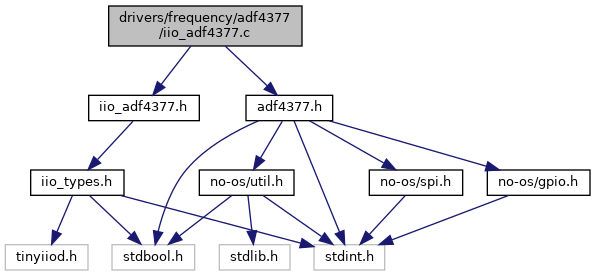 drivers/frequency/adf4377
/iio_adf4377.c
iio_adf4377.h
adf4377.h
iio_types.h
no-os/util.h
no-os/spi.h
no-os/gpio.h
tinyiiod.h
stdbool.h
stdlib.h
stdint.h